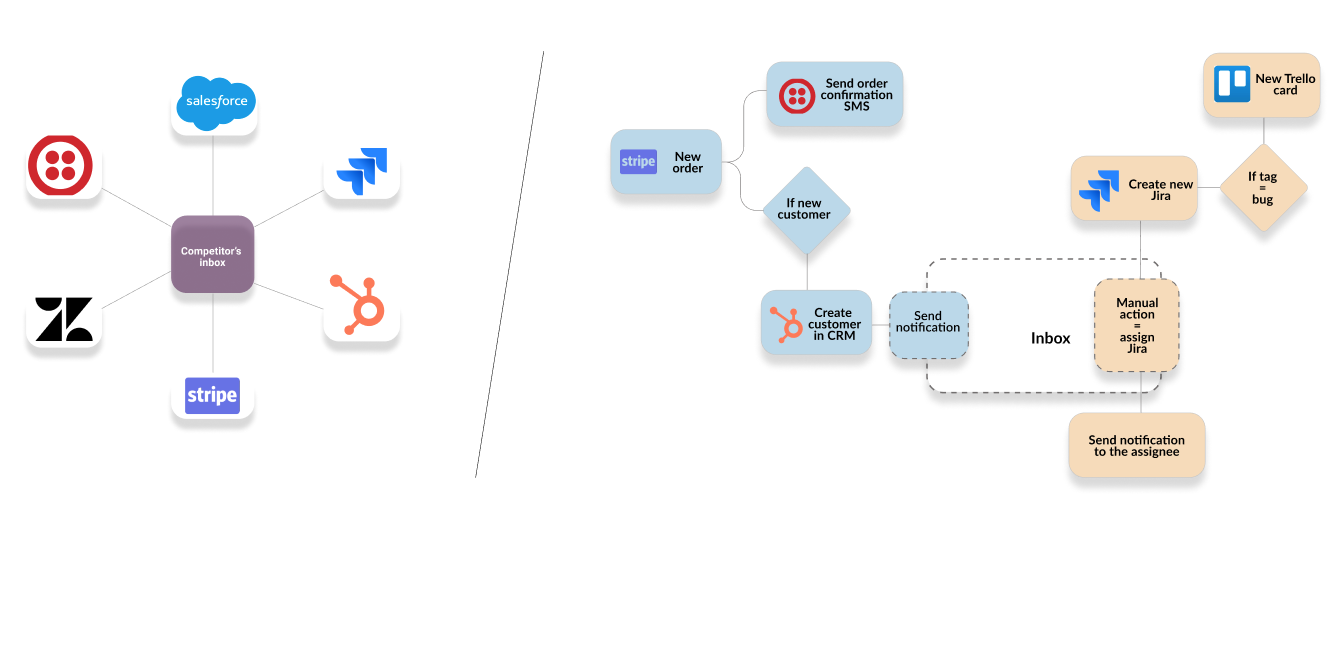 salesforce
Competitor's
inbox
stripe
stripe
New
order
Send order
confirmation
SMS
If new
customer
Create
customer
in CRM
Send
notification
Inbox
New Trello
card
If tag
=
bug
Create new
Jira
Manual
action
=
assign
Jira
Send notification
to the assignee